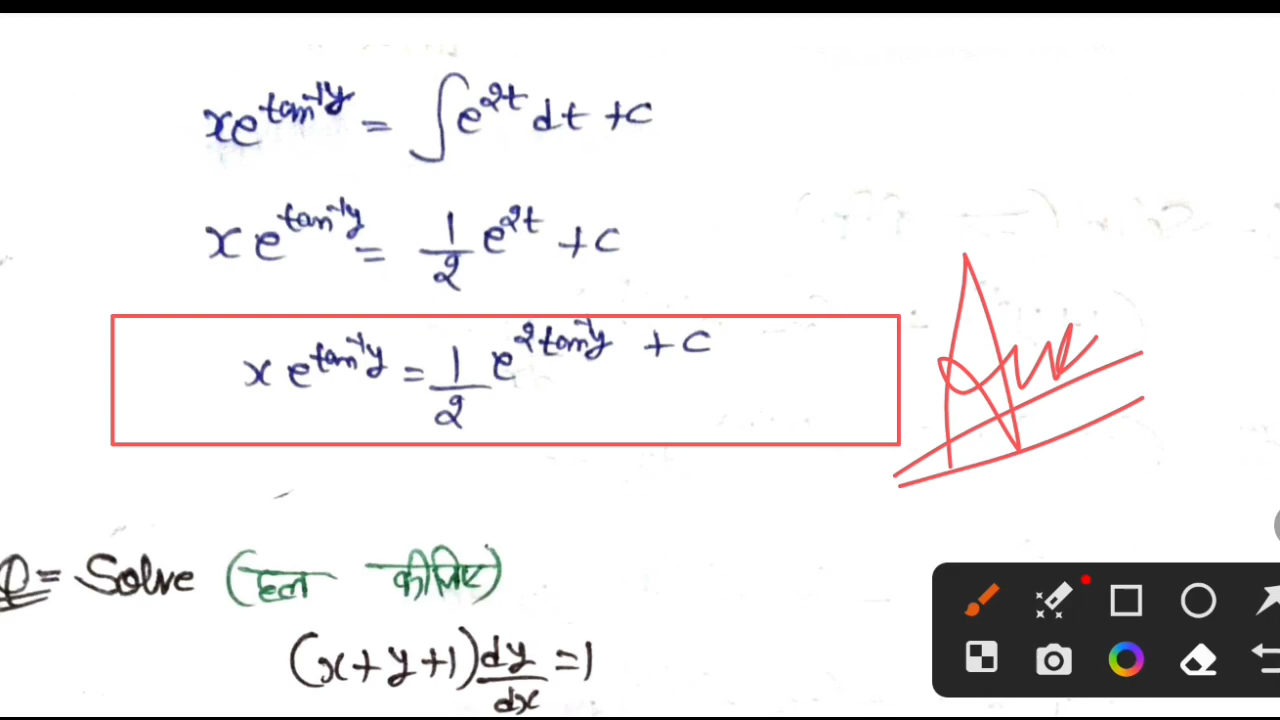 xe^{tan⁻¹y} = ∫e^{2t} dt + c
x e^{tan⁻¹y} = 1/2 e^{2t} + c
x e^{tan⁻¹y} = 1/2 e^{2tan⁻¹y} + c
Ans
Q= Solve (हल कीजिए)
(x+y+1) dy/dx = 1